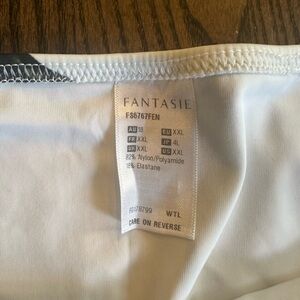 FANTASIE
FS6767FEN
AU 18 EU XXL
FR XXL JP 4L
UK XXL US XXL
82% Nylon/Polyamide
18% Elastane
WTL
CARE ON REVERSE